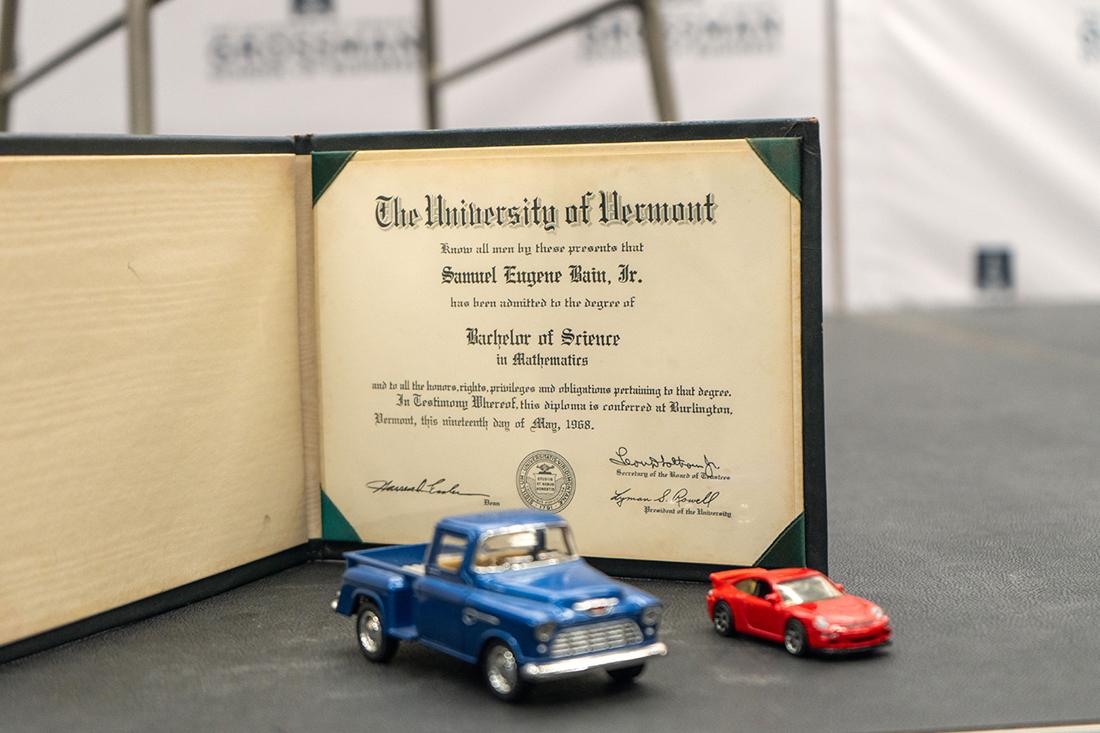 GROSSMAN
GROSSMAN
The University of Vermont
Know all men by these presents that
Samuel Eugene Bain, Jr.
has been admitted to the degree of
Bachelor of Science
in Mathematics
and to all the honors, rights, privileges and obligations pertaining to that degree.
In Testimony Whereof, this diploma is conferred at Burlington,
Vermont, this nineteenth day of May, 1968.
Secretary of the Board of Trustees
Dean
Lyman S. Rowell
President of the University